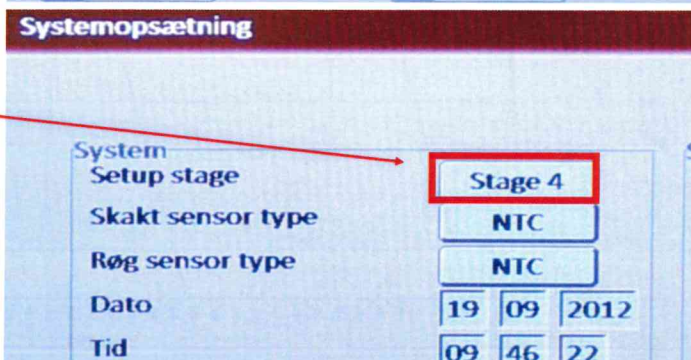 Systemopsætning
System
Setup stage Stage 4
Skakt sensor type NTC
Røg sensor type NTC
Dato 19 09 2012
Tid 09 46 22